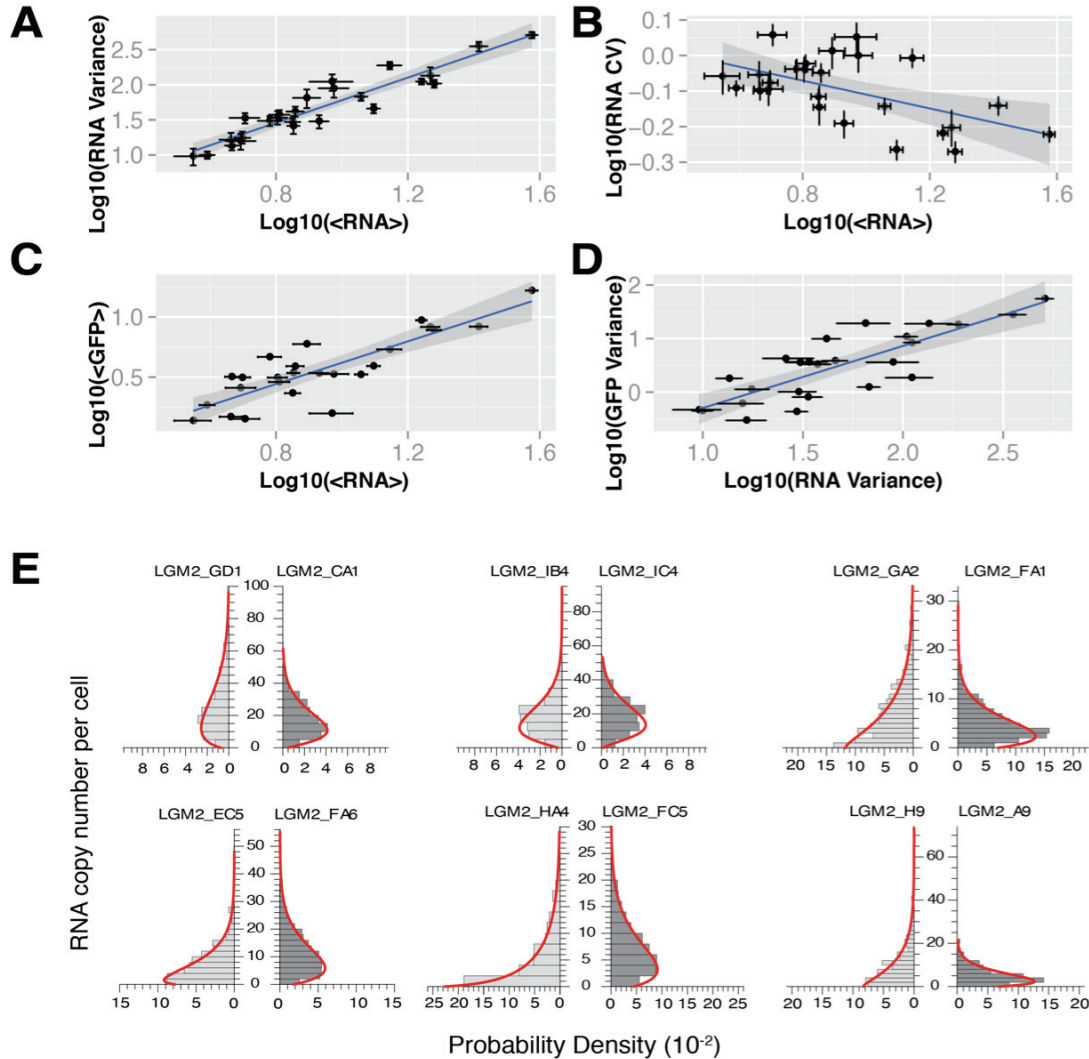 A
Log10(RNA Variance)
2.5
2.0
1.5
1.0
0.8
1.2
1.6
Log10(<RNA>)
B
Log10(RNA CV)
0.1
0.0
−0.1
−0.2
−0.3
0.8
1.2
1.6
Log10(<RNA>)
C
Log10(<GFP>)
1.0
0.5
0.8
1.2
1.6
Log10(<RNA>)
D
Log10(GFP Variance)
2
1
0
1.0
1.5
2.0
2.5
Log10(RNA Variance)
E
RNA copy number per cell
LGM2_GD1 LGM2_CA1
100
80
60
40
20
0
8 6 4 2 0 0 2 4 6 8
LGM2_IB4 LGM2_IC4
80
60
40
20
0
8 6 4 2 0 0 2 4 6 8
LGM2_GA2 LGM2_FA1
30
20
10
0
20 15 10 5 0 0 5 10 15 20
LGM2_EC5 LGM2_FA6
50
40
30
20
10
0
15 10 5 0 0 5 10 15
LGM2_HA4 LGM2_FC5
30
25
20
15
10
5
0
25 20 15 10 5 0 0 5 10 15 20 25
LGM2_H9 LGM2_A9
60
40
20
0
20 15 10 5 0 0 5 10 15 20
Probability Density (10-2)